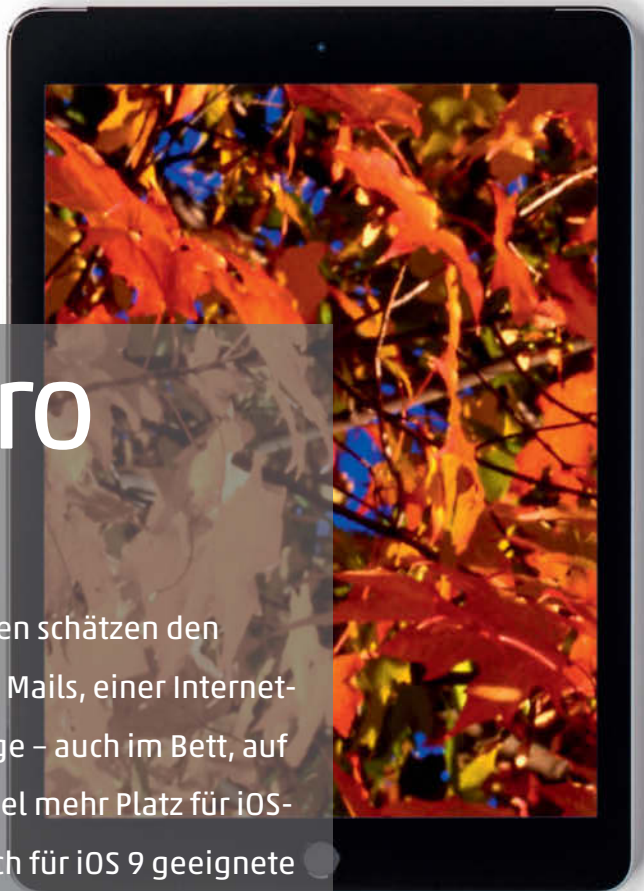 ro
en schätzen den
Mails, einer Internet-
ge – auch im Bett, auf
el mehr Platz für iOS-
ch für iOS 9 geeignete